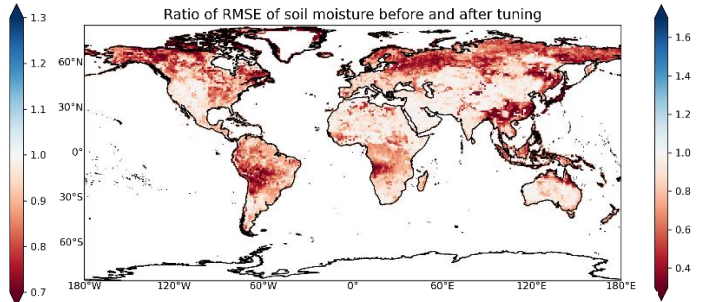 Ratio of RMSE of soil moisture before and after tuning
1.3
1.2
1.1
1.0
0.9
0.8
0.7
60°N
30°N
0°
30°S
60°S
180°W
120°W
60°W
0°
60°E
120°E
180°E
1.6
1.4
1.2
1.0
0.8
0.6
0.4